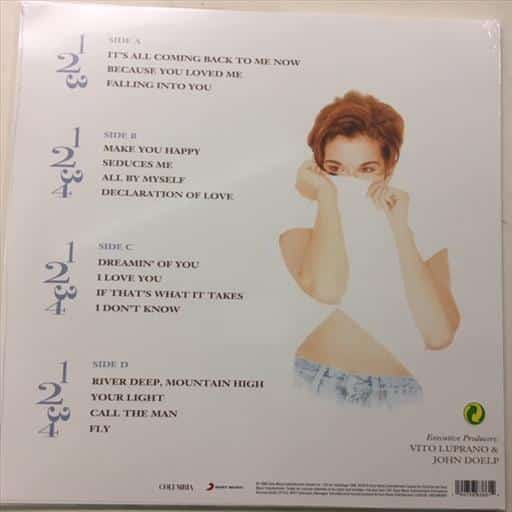 SIDE A
1 IT'S ALL COMING BACK TO ME NOW
2 BECAUSE YOU LOVED ME
3 FALLING INTO YOU
SIDE B
1 MAKE YOU HAPPY
2 SEDUCES ME
3 ALL BY MYSELF
4 DECLARATION OF LOVE
SIDE C
1 DREAMIN' OF YOU
2 I LOVE YOU
3 IF THAT'S WHAT IT TAKES
4 I DON'T KNOW
SIDE D
1 RIVER DEEP, MOUNTAIN HIGH
2 YOUR LIGHT
3 CALL THE MAN
4 FLY
Executive Producers:
VITO LUPRANO &
JOHN DOELP
COLUMBIA
SONY MUSIC